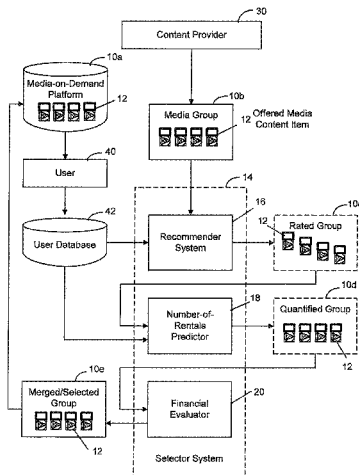 30
Content Provider
10a
Media-on-Demand
Platform
12
10b
Media Group
12
Offered Media
Content Item
40
User
14
16
42
User Database
Recommender
System
12
Rated Group
18
10d
Number-of-
Rentals
Predictor
Quantified Group
12
10e
20
Merged/Selected
Group
12
Financial
Evaluator
Selector System